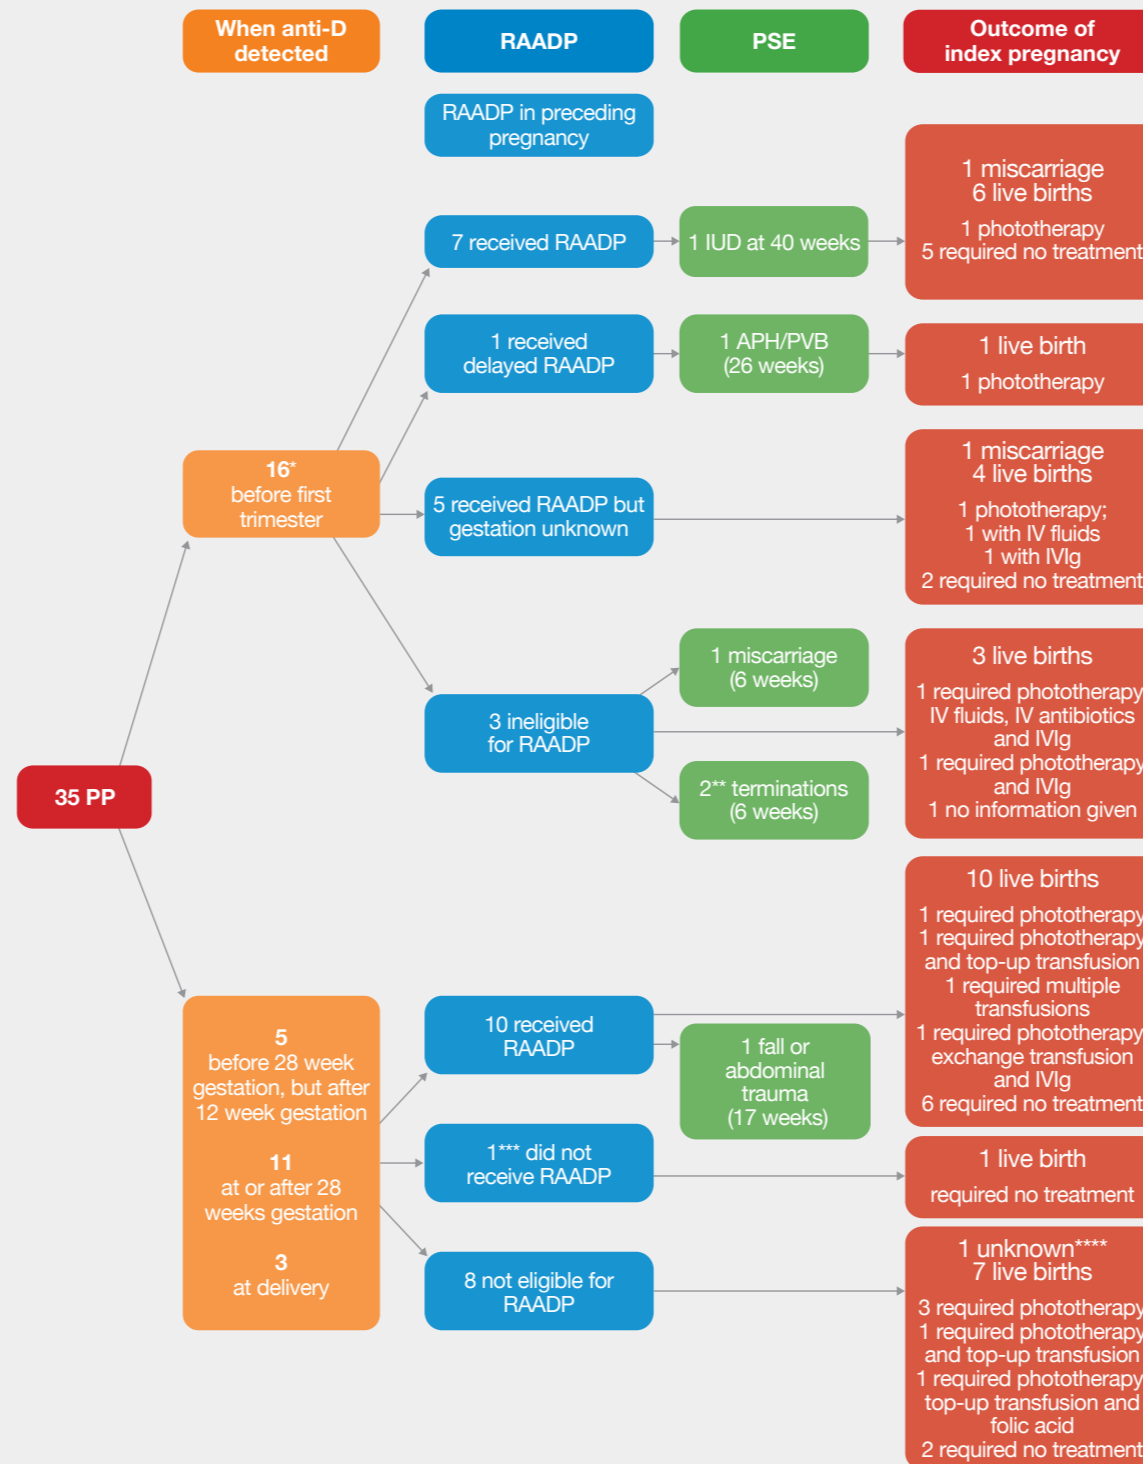 When anti-D
detected
RAADP
PSE
Outcome of
index pregnancy
RAADP in preceding
pregnancy
7 received RAADP
1 IUD at 40 weeks
1 miscarriage
6 live births
1 phototherapy
5 required no treatment
1 received
delayed RAADP
1 APH/PVB
(26 weeks)
1 live birth
1 phototherapy
16*
before first
trimester
5 received RAADP but
gestation unknown
1 miscarriage
4 live births
1 phototherapy;
1 with IV fluids
1 with IVIg
2 required no treatment
3 ineligible
for RAADP
1 miscarriage
(6 weeks)
2** terminations
(6 weeks)
3 live births
1 required phototherapy,
IV fluids, IV antibiotics
and IVIg
1 required phototherapy
and IVIg
1 no information given
35 PP
5
before 28 week
gestation, but after
12 week gestation
11
at or after 28
weeks gestation
3
at delivery
10 received
RAADP
1 fall or
abdominal
trauma
(17 weeks)
10 live births
1 required phototherapy
1 required phototherapy
and top-up transfusion
1 required multiple
transfusions
1 required phototherapy,
exchange transfusion
and IVIg
6 required no treatment
1*** did not
receive RAADP
1 live birth
required no treatment
8 not eligible for
RAADP
1 unknown****
7 live births
3 required phototherapy
1 required phototherapy
and top-up transfusion
1 required phototherapy,
top-up transfusion and
folic acid
2 required no treatment